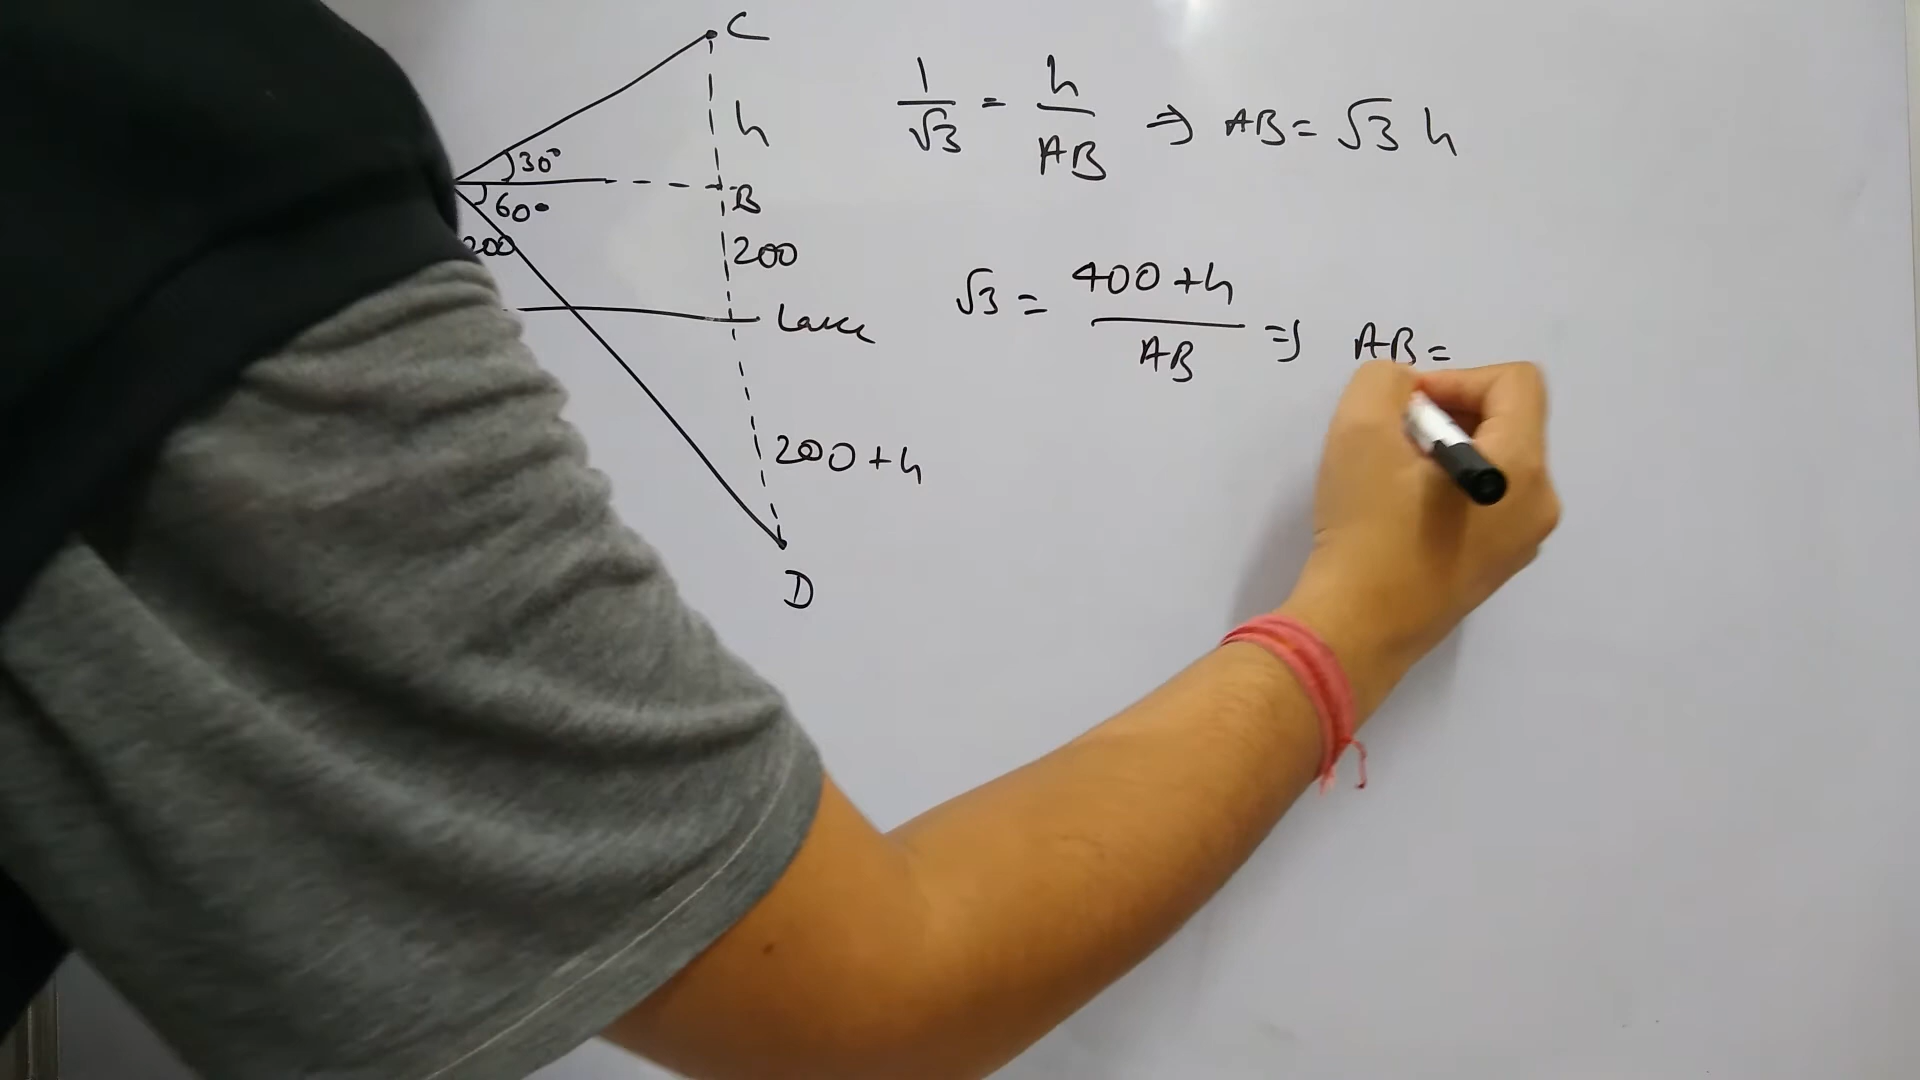 C
h
30°
B
60°
200
200
Lake
200+h
D
1/√3 = h/AB ⇒ AB = √3 h
√3 = 400+h/AB ⇒ AB =